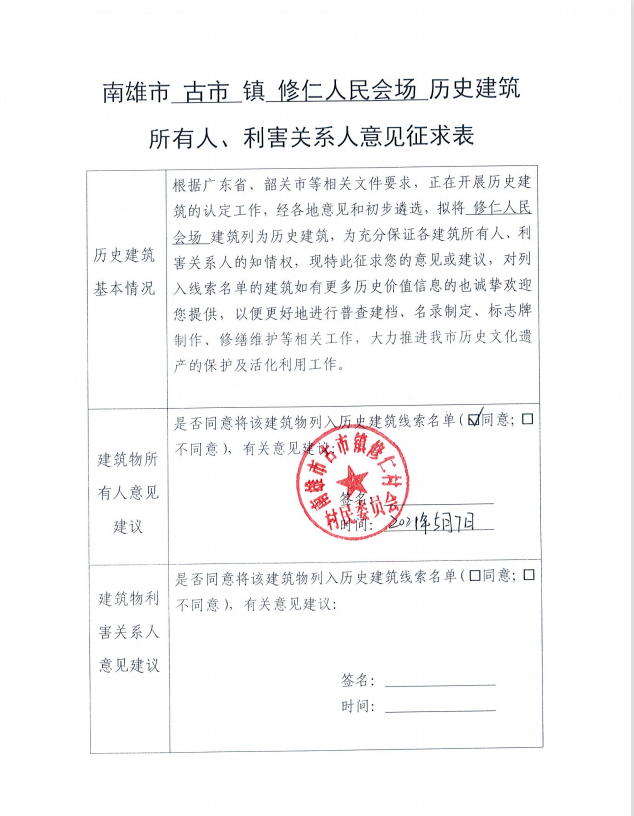 南雄市 古市 镇 修仁人民会场 历史建筑
所有人、利害关系人意见征求表
历史建筑
基本情况
根据广东省、韶关市等相关文件要求，正在开展历史建
筑的认定工作，经各地意见和初步遴选，拟将 修仁人民
会场 建筑列为历史建筑，为充分保证各建筑所有人、利
害关系人的知情权，现特此征求您的意见或建议，对列
入线索名单的建筑如有更多历史价值信息的也诚挚欢迎
您提供，以便更好地进行普查建档、名录制定、标志牌
制作、修缮维护等相关工作，大力推进我市历史文化遗
产的保护及活化利用工作。
建筑物所
有人意见
建议
是否同意将该建筑物列入历史建筑线索名单（☑同意；□
不同意），有关意见建议：
南雄市古市镇修仁村
村民委员会
签名：
时间： 2021年5月7日
建筑物利
害关系人
意见建议
是否同意将该建筑物列入历史建筑线索名单（□同意；□
不同意），有关意见建议：
签名：
时间：